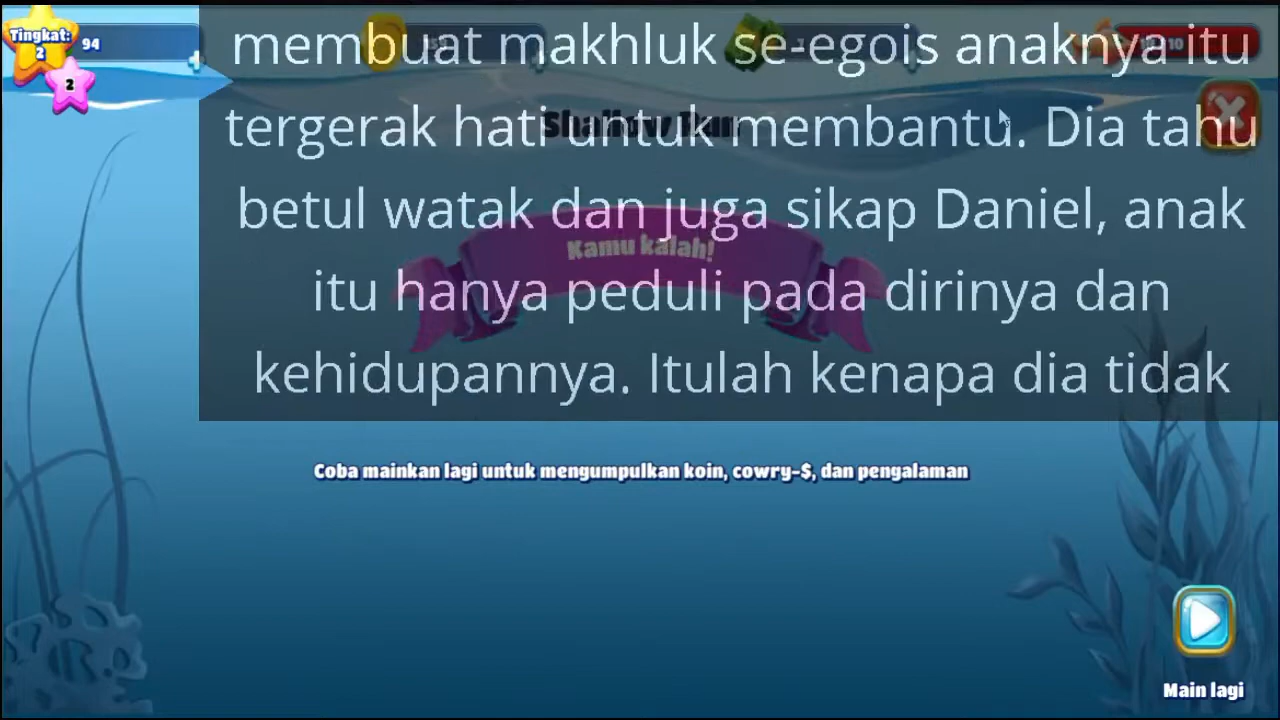 Tingkat:
2
94
2
membuat makhluk se-egois anaknya itu
tergerak hati untuk membantu. Dia tahu
betul watak dan juga sikap Daniel, anak
itu hanya peduli pada dirinya dan
kehidupannya. Itulah kenapa dia tidak
Kamu kalah!
Coba mainkan lagi untuk mengumpulkan koin, cowry-$, dan pengalaman
Main lagi